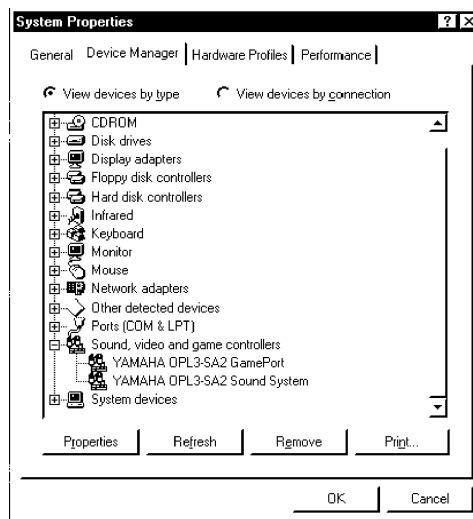 System Properties
General Device Manager Hardware Profiles Performance
View devices by type View devices by connection
CDROM
Disk drives
Display adapters
Floppy disk controllers
Hard disk controllers
Infrared
Keyboard
Monitor
Mouse
Network adapters
Other detected devices
Ports (COM & LPT)
Sound, video and game controllers
YAMAHA OPL3-SA2 GamePort
YAMAHA OPL3-SA2 Sound System
System devices
Properties Refresh Remove Print...
OK Cancel